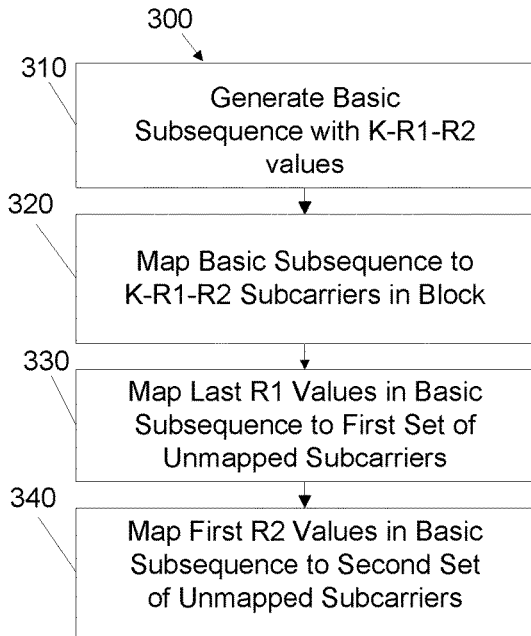 300
310
Generate Basic
Subsequence with K-R1-R2
values
320
Map Basic Subsequence to
K-R1-R2 Subcarriers in Block
330
Map Last R1 Values in Basic
Subsequence to First Set of
Unmapped Subcarriers
340
Map First R2 Values in Basic
Subsequence to Second Set
of Unmapped Subcarriers